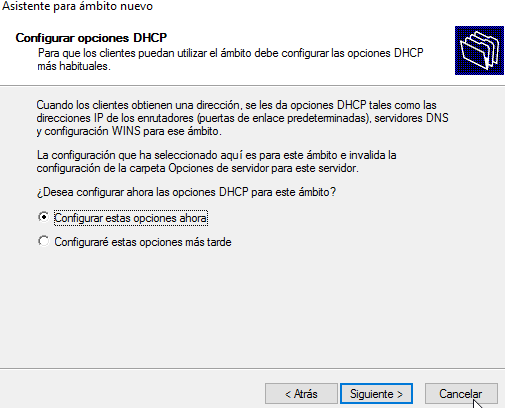 Asistente para ámbito nuevo
Configurar opciones DHCP
Para que los clientes puedan utilizar el ámbito debe configurar las opciones DHCP
más habituales.
Cuando los clientes obtienen una dirección, se les da opciones DHCP tales como las
direcciones IP de los enrutadores (puertas de enlace predeterminadas), servidores DNS
y configuración WINS para ese ámbito.
La configuración que ha seleccionado aquí es para este ámbito e invalida la
configuración de la carpeta Opciones de servidor para este servidor.
¿Desea configurar ahora las opciones DHCP para este ámbito?
Configurar estas opciones ahora
Configuraré estas opciones más tarde
< Atrás
Siguiente >
Cancelar